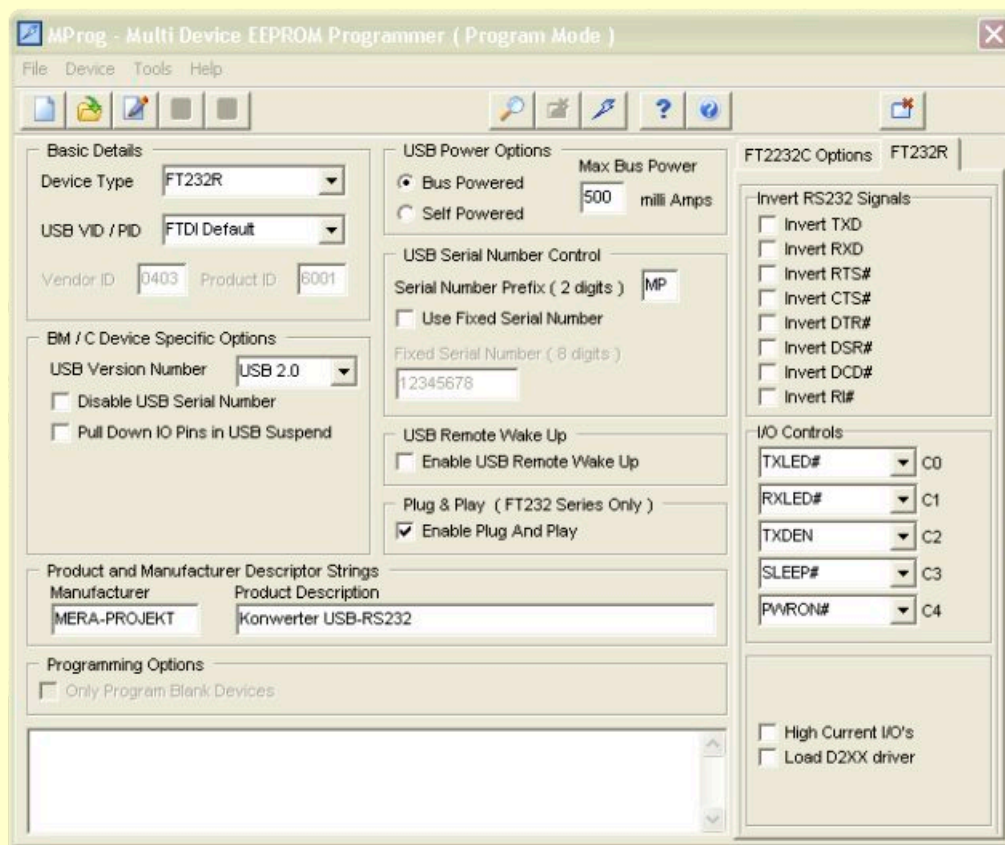 MProg - Multi Device EEPROM Programmer ( Program Mode )
File Device Tools Help
Basic Details
Device Type FT232R
USB VID / PID FTDI Default
Vendor ID 0403 Product ID 6001
BM / C Device Specific Options
USB Version Number USB 2.0
Disable USB Serial Number
Pull Down IO Pins in USB Suspend
USB Power Options
Bus Powered
Self Powered
Max Bus Power
500 milli Amps
USB Serial Number Control
Serial Number Prefix ( 2 digits ) MP
Use Fixed Serial Number
Fixed Serial Number ( 8 digits )
12345678
USB Remote Wake Up
Enable USB Remote Wake Up
Plug & Play ( FT232 Series Only )
Enable Plug And Play
Product and Manufacturer Descriptor Strings
Manufacturer Product Description
MERA-PROJEKT Konwerter USB-RS232
Programming Options
Only Program Blank Devices
FT2232C Options FT232R
Invert RS232 Signals
Invert TXD
Invert RXD
Invert RTS#
Invert CTS#
Invert DTR#
Invert DSR#
Invert DCD#
Invert RI#
I/O Controls
TXLED# C0
RXLED# C1
TXDEN C2
SLEEP# C3
PWRON# C4
High Current I/O's
Load D2XX driver